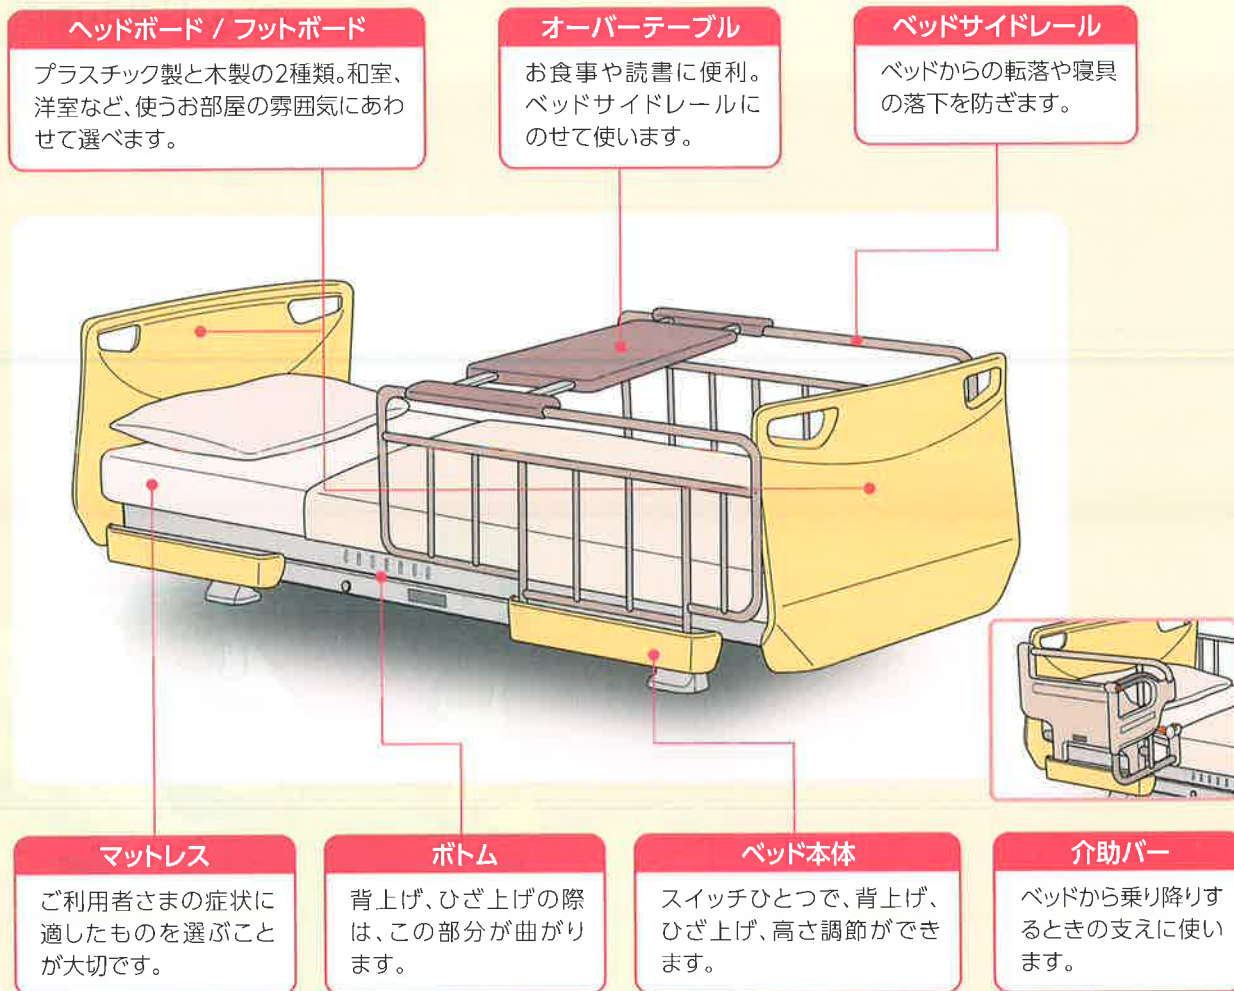 ヘッドボード / フットボード
プラスチック製と木製の2種類。和室、
洋室など、使うお部屋の雰囲気にあわ
せて選べます。
オーバーテーブル
お食事や読書に便利。
ベッドサイドレールに
のせて使います。
ベッドサイドレール
ベッドからの転落や寝具
の落下を防ぎます。
マットレス
ご利用者さまの症状に
適したものを選ぶこと
が大切です。
ボトム
背上げ、ひざ上げの際
は、この部分が曲がり
ます。
ベッド本体
スイッチひとつで、背上げ、
ひざ上げ、高さ調節ができ
ます。
介助バー
ベッドから乗り降りす
るときの支えに使い
ます。